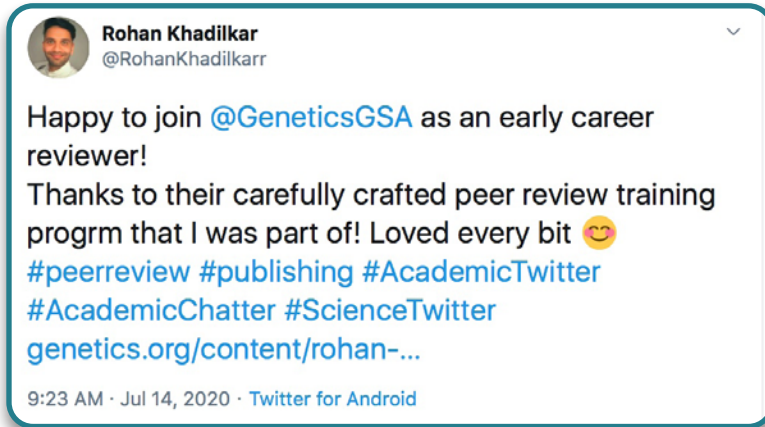 Rohan Khadilkar
@RohanKhadilkarr
Happy to join @GeneticsGSA as an early career
reviewer!
Thanks to their carefully crafted peer review training
progrm that I was part of! Loved every bit 😊
#peerreview #publishing #AcademicTwitter
#AcademicChatter #ScienceTwitter
genetics.org/content/rohan-...
9:23 AM · Jul 14, 2020 · Twitter for Android